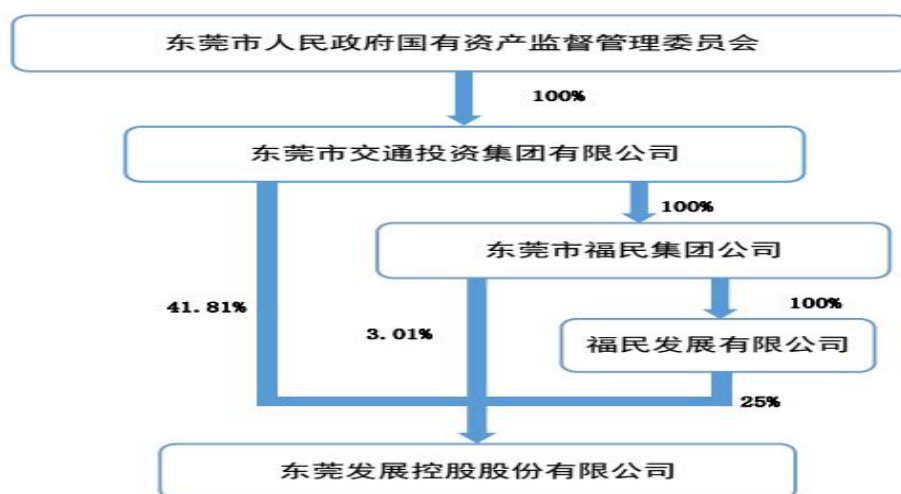 东莞市人民政府国有资产监督管理委员会
100%
东莞市交通投资集团有限公司
100%
东莞市福民集团公司
41.81%
3.01%
100%
福民发展有限公司
25%
东莞发展控股股份有限公司